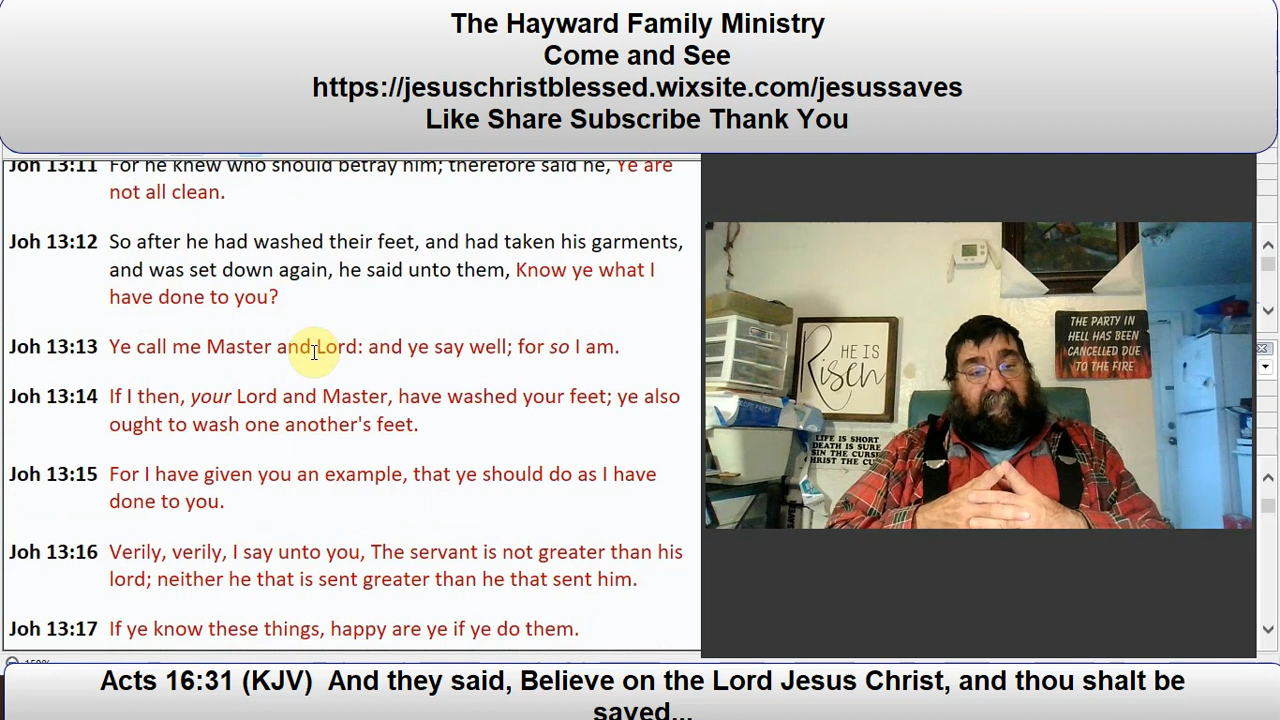 The Hayward Family Ministry
Come and See
https://jesuschristblessed.wixsite.com/jesussaves
Like Share Subscribe Thank You
Joh 13:11 For he knew who should betray him; therefore said he, Ye are
not all clean.
Joh 13:12 So after he had washed their feet, and had taken his garments,
and was set down again, he said unto them, Know ye what I
have done to you?
Joh 13:13 Ye call me Master and Lord: and ye say well; for so I am.
Joh 13:14 If I then, your Lord and Master, have washed your feet; ye also
ought to wash one another's feet.
Joh 13:15 For I have given you an example, that ye should do as I have
done to you.
Joh 13:16 Verily, verily, I say unto you, The servant is not greater than his
lord; neither he that is sent greater than he that sent him.
Joh 13:17 If ye know these things, happy are ye if ye do them.
HE IS
Risen
THE PARTY IN
HELL HAS BEEN
CANCELLED DUE
TO THE FIRE
LIFE IS SHORT
DEATH IS SURE
SIN THE CURSE
HRIST THE CU
Acts 16:31 (KJV) And they said, Believe on the Lord Jesus Christ, and thou shalt be
saved...